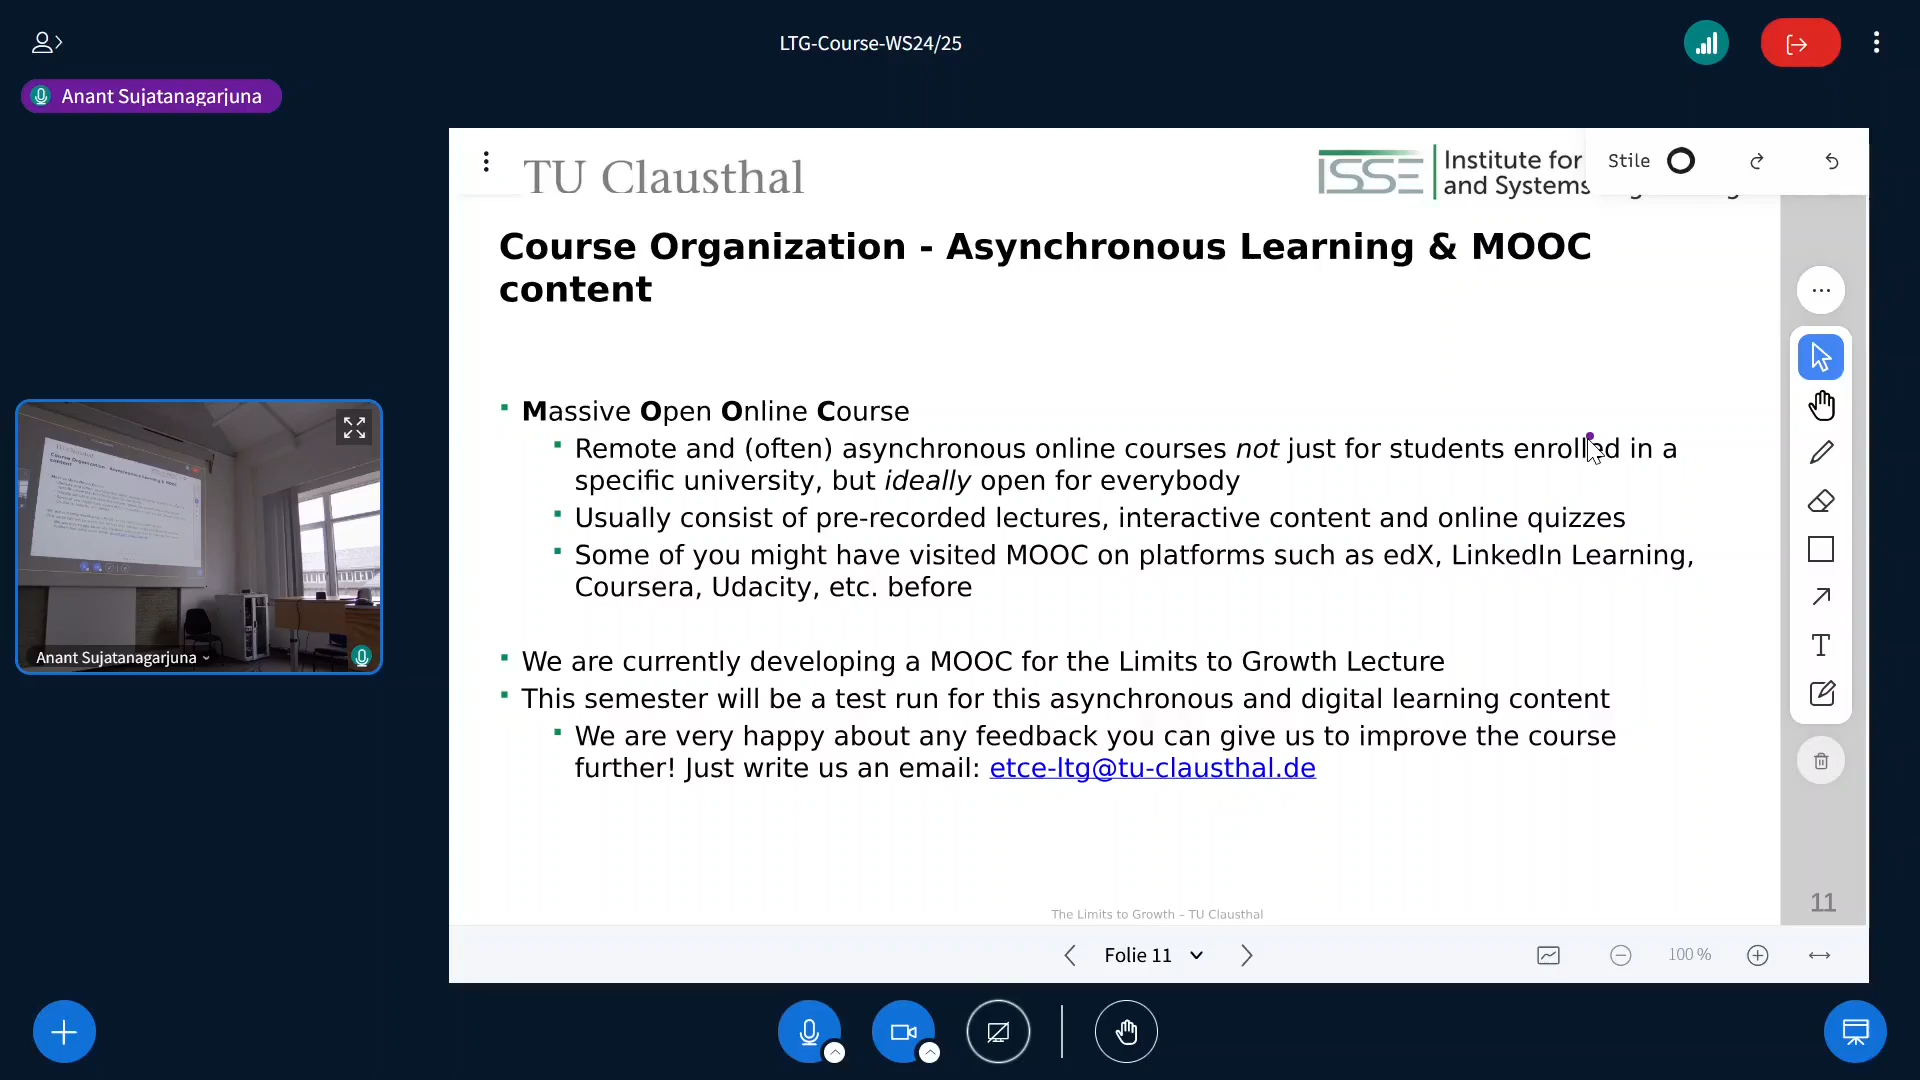 LTG-Course-WS24/25
Anant Sujatanagarjuna
TU Clausthal
ISSE
Institute for
and Systems
Stile
Course Organization - Asynchronous Learning & MOOC
content
Massive Open Online Course
Remote and (often) asynchronous online courses not just for students enrolled in a
specific university, but ideally open for everybody
Usually consist of pre-recorded lectures, interactive content and online quizzes
Some of you might have visited MOOC on platforms such as edX, LinkedIn Learning,
Coursera, Udacity, etc. before
We are currently developing a MOOC for the Limits to Growth Lecture
This semester will be a test run for this asynchronous and digital learning content
We are very happy about any feedback you can give us to improve the course
further! Just write us an email: etce-ltg@tu-clausthal.de
Anant Sujatanagarjuna
11
The Limits to Growth – TU Clausthal
Folie 11
100 %